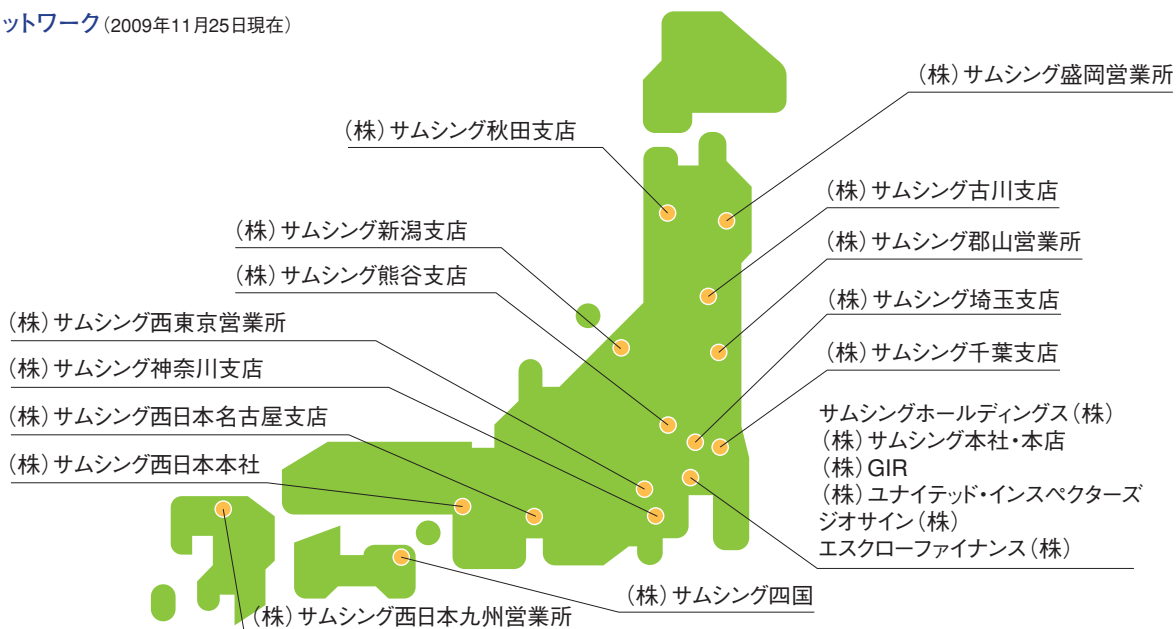 ットワーク(2009年11月25日現在)
(株)サムシング盛岡営業所
(株)サムシング秋田支店
(株)サムシング古川支店
(株)サムシング新潟支店
(株)サムシング郡山営業所
(株)サムシング熊谷支店
(株)サムシング埼玉支店
(株)サムシング西東京営業所
(株)サムシング千葉支店
(株)サムシング神奈川支店
(株)サムシング西日本名古屋支店
(株)サムシング西日本本社
サムシングホールディングス(株)
(株)サムシング本社・本店
(株)GIR
(株)ユナイテッド・インスペクターズ
ジオサイン(株)
エスクローファイナンス(株)
(株)サムシング四国
(株)サムシング西日本九州営業所